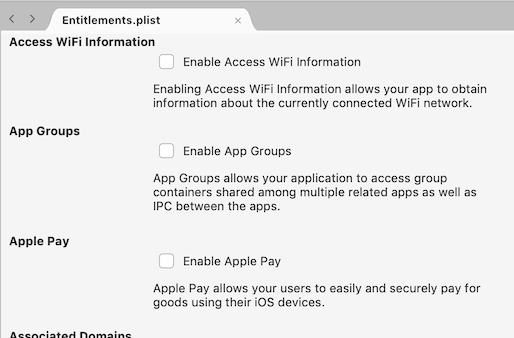 Entitlements.plist
Access WiFi Information
Enable Access WiFi Information
Enabling Access WiFi Information allows your app to obtain
information about the currently connected WiFi network.
App Groups
Enable App Groups
App Groups allows your application to access group
containers shared among multiple related apps as well as
IPC between the apps.
Apple Pay
Enable Apple Pay
Apple Pay allows your users to easily and securely pay for
goods using their iOS devices.
Associated Domains